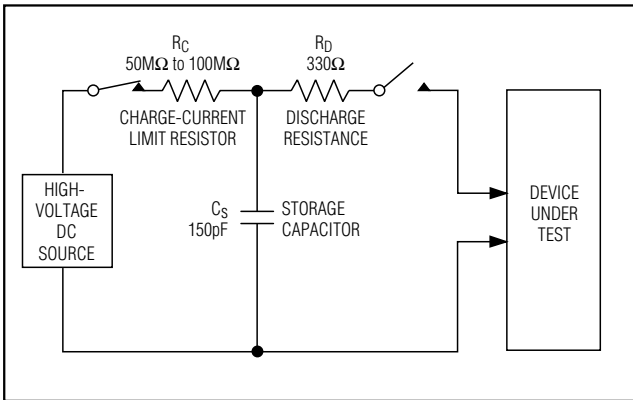 R_C
50MΩ to 100MΩ
CHARGE-CURRENT
LIMIT RESISTOR
R_D
330Ω
DISCHARGE
RESISTANCE
HIGH-
VOLTAGE
DC
SOURCE
C_S
150pF
STORAGE
CAPACITOR
DEVICE
UNDER
TEST